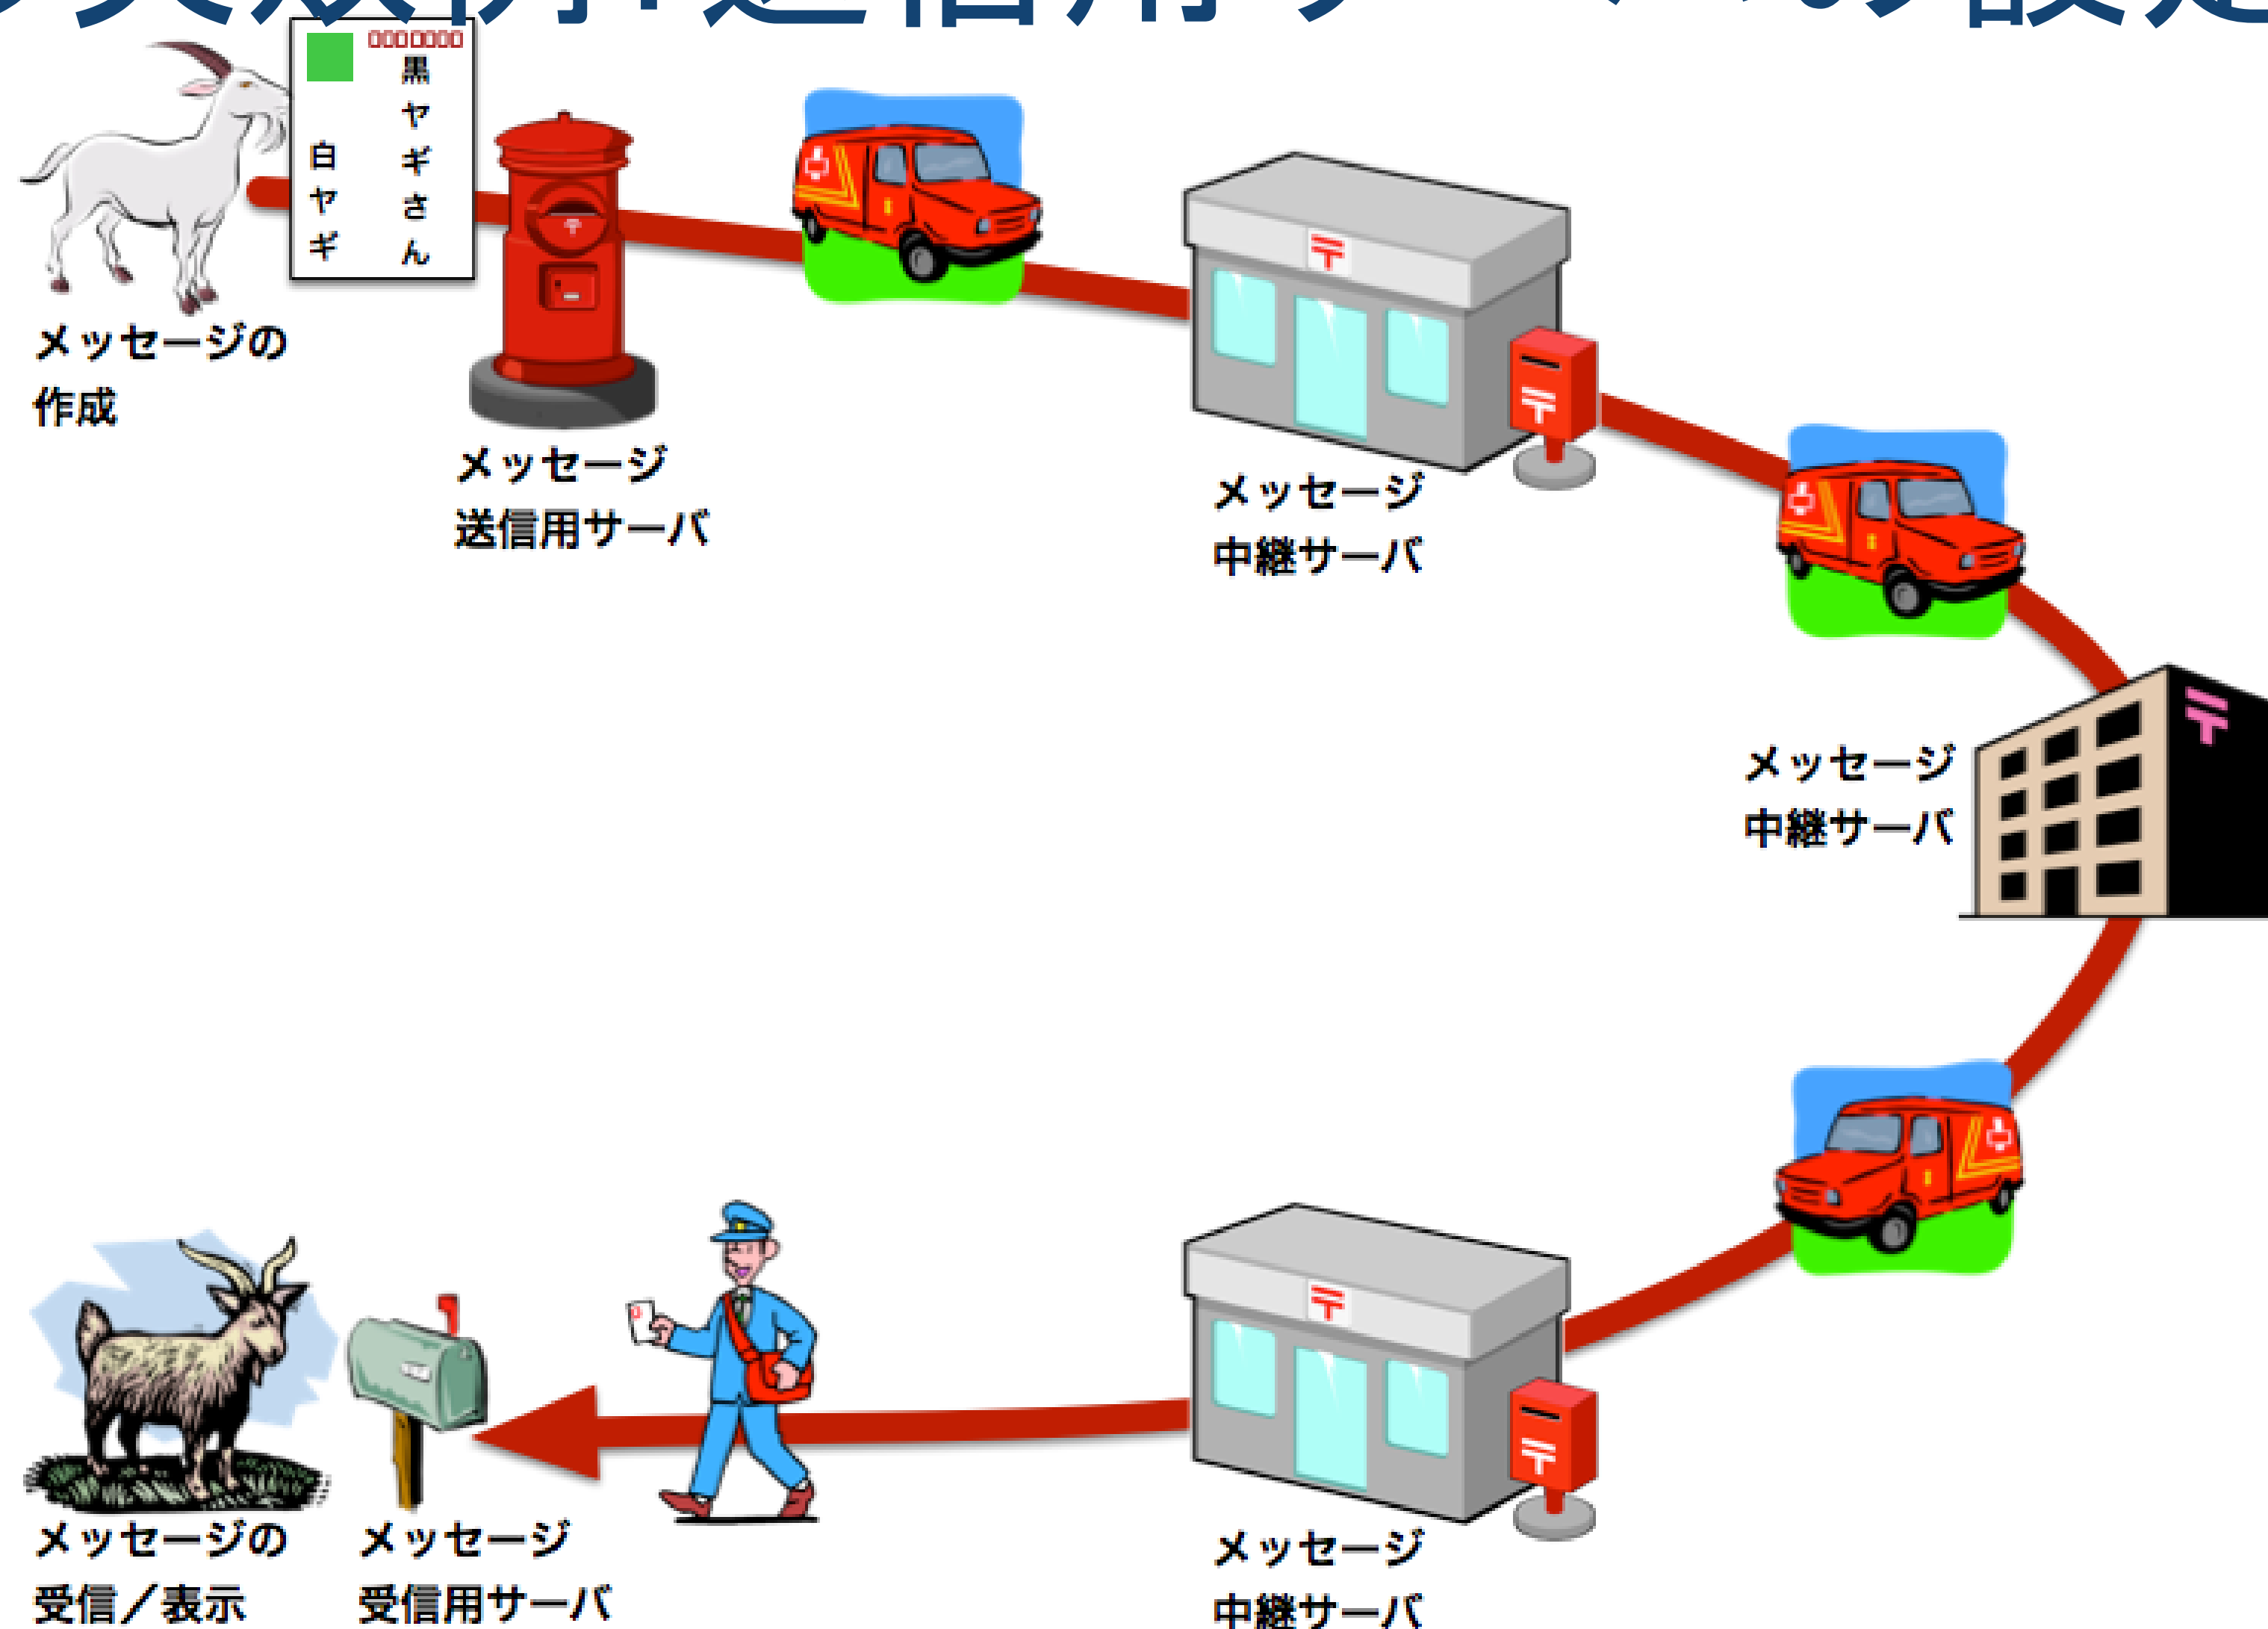 黒ヤギさん
白ヤギ
メッセージの
作成
メッセージ
送信用サーバ
メッセージ
中継サーバ
メッセージ
中継サーバ
メッセージの
受信／表示
メッセージ
受信用サーバ
メッセージ
中継サーバ